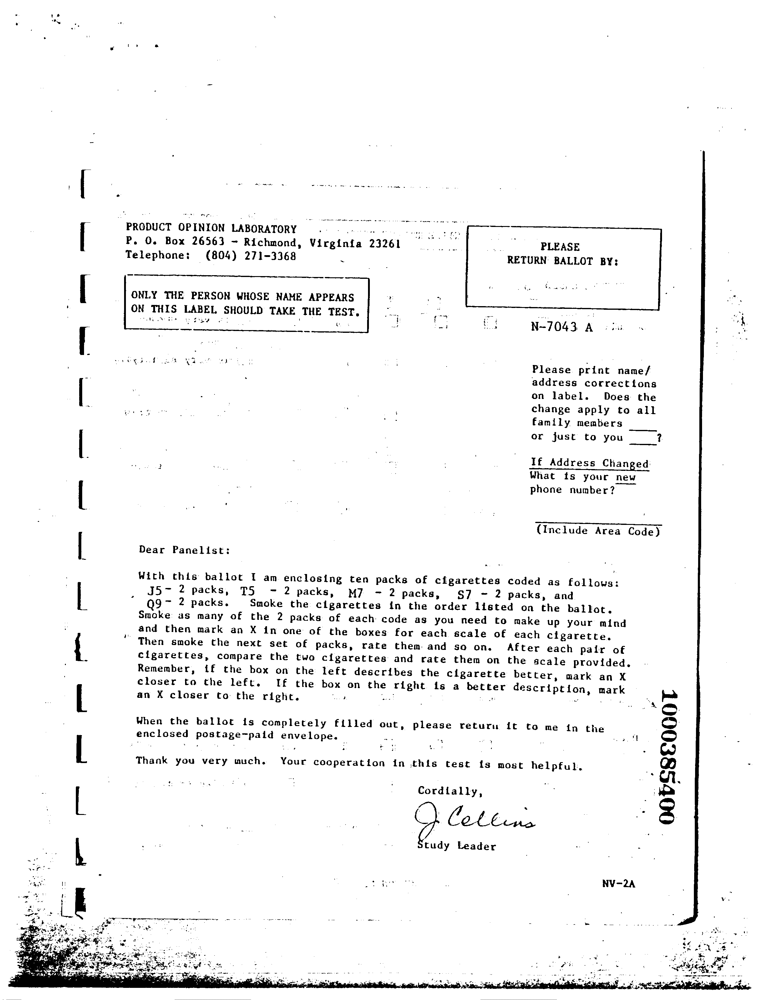 PRODUCT OPINION LABORATORY
P. O. Box 26563 - Richmond, Virginia 23261
Telephone: (804) 271-3368
PLEASE
RETURN BALLOT BY:
ONLY THE PERSON WHOSE NAME APPEARS
ON THIS LABEL SHOULD TAKE THE TEST.
N-7043 A
Please print name/
address corrections
on label. Does the
change apply to all
family members ____
or just to you ____?
If Address Changed
What is your new
phone number?
(Include Area Code)
Dear Panelist:
With this ballot I am enclosing ten packs of cigarettes coded as follows:
J5 - 2 packs, T5 - 2 packs, M7 - 2 packs, S7 - 2 packs, and
Q9 - 2 packs. Smoke the cigarettes in the order listed on the ballot.
Smoke as many of the 2 packs of each code as you need to make up your mind
and then mark an X in one of the boxes for each scale of each cigarette.
Then smoke the next set of packs, rate them and so on. After each pair of
cigarettes, compare the two cigarettes and rate them on the scale provided.
Remember, if the box on the left describes the cigarette better, mark an X
closer to the left. If the box on the right is a better description, mark
an X closer to the right.
When the ballot is completely filled out, please return it to me in the
enclosed postage-paid envelope.
Thank you very much. Your cooperation in this test is most helpful.
Cordially,
J Collins
Study Leader
NV-2A
1000385400